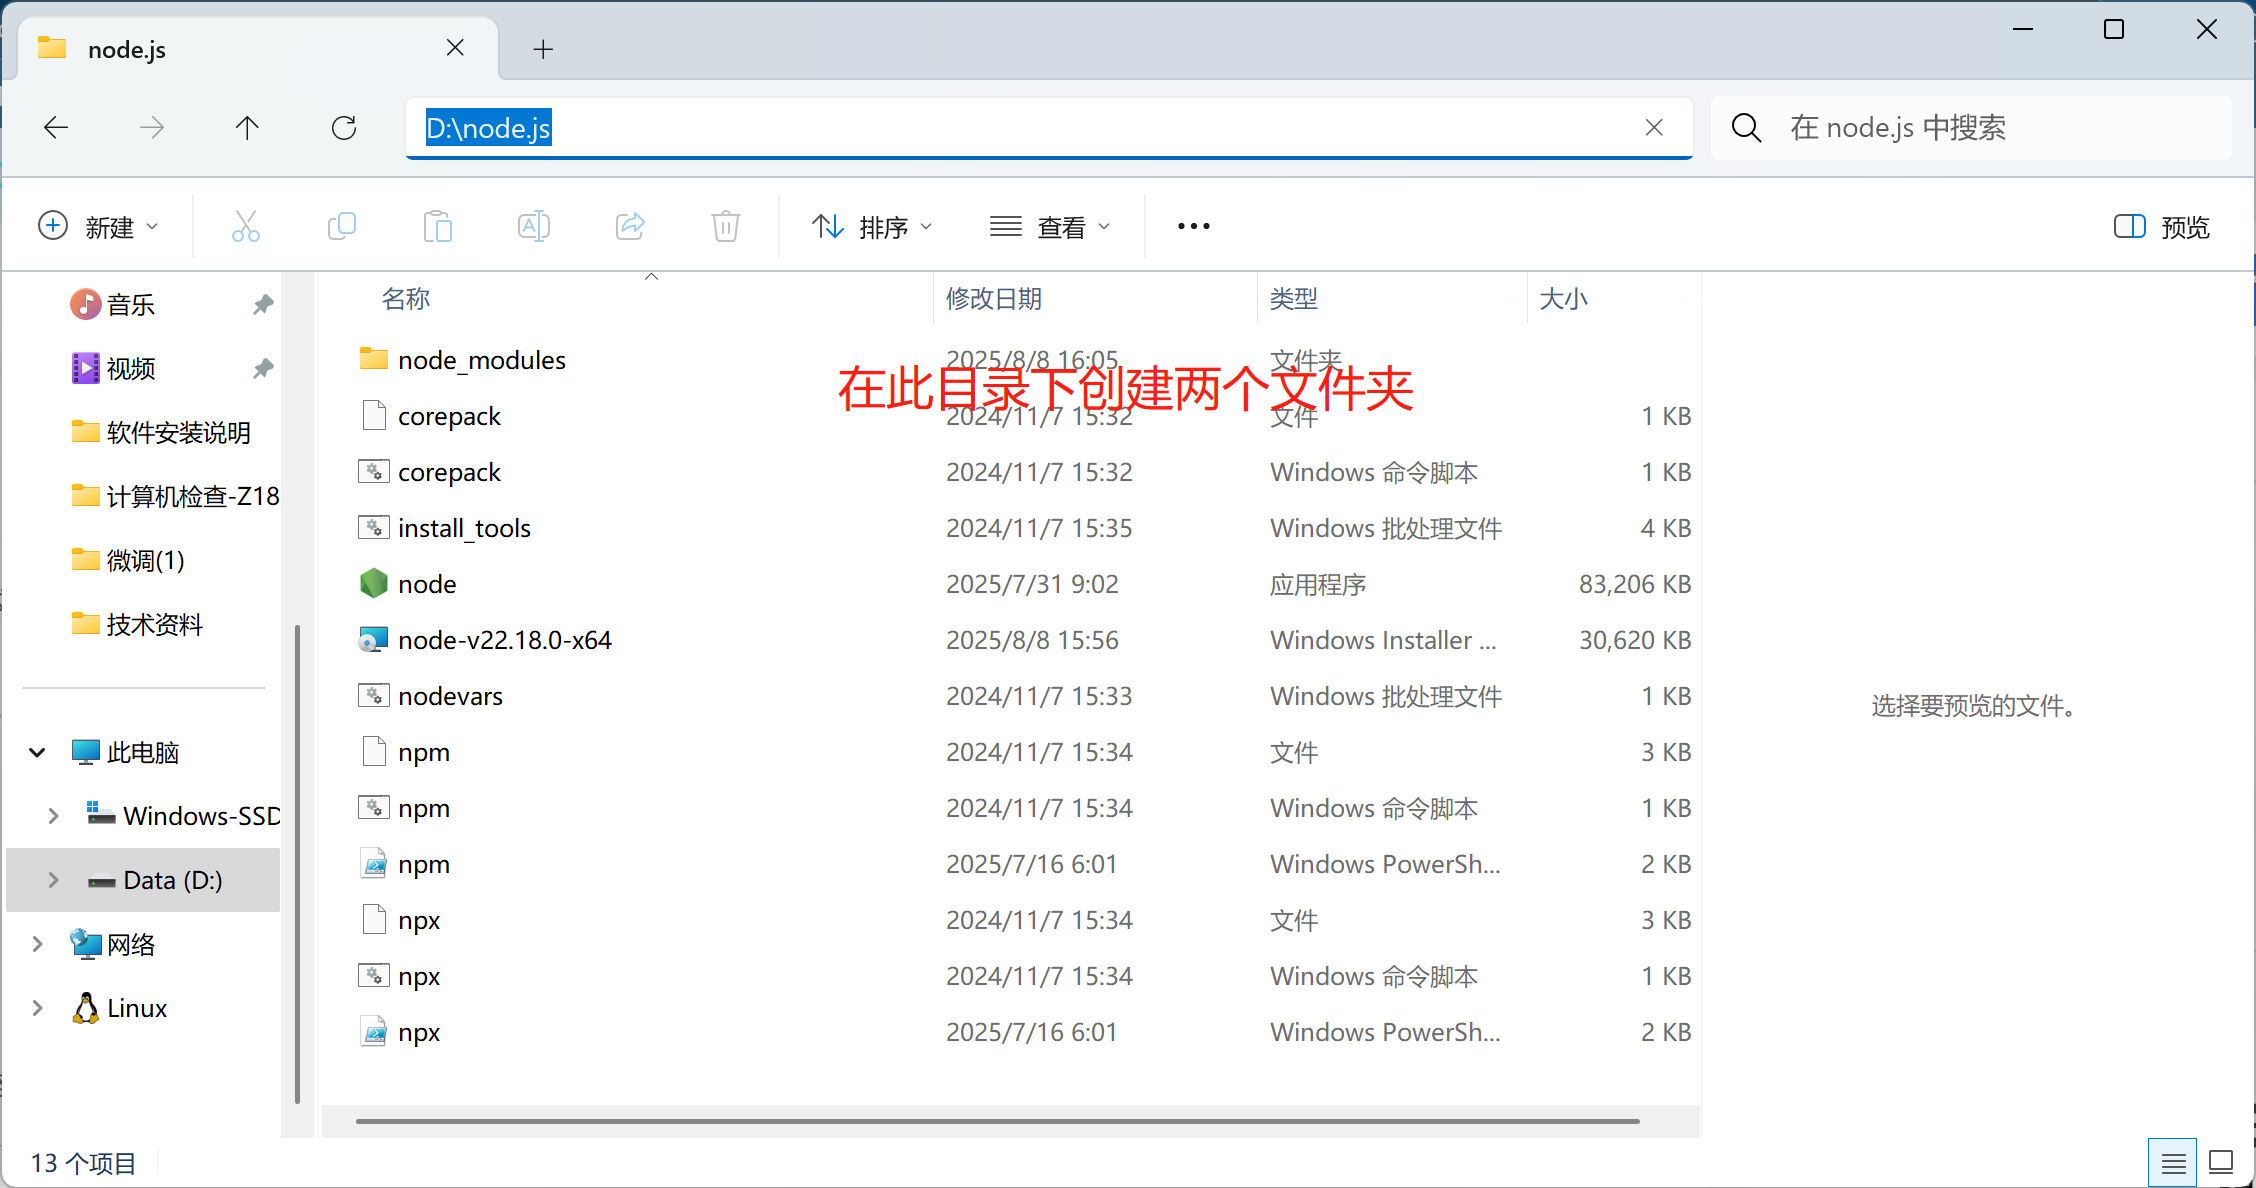 node.js
D:\node.js
在 node.js 中搜索
新建
排序
查看
预览
音乐
视频
软件安装说明
计算机检查-Z18
微调(1)
技术资料
此电脑
Windows-SSD
Data (D:)
网络
Linux
名称 修改日期 类型 大小
node_modules 2025/8/8 16:05 文件夹
在此目录下创建两个文件夹
corepack 2024/11/7 15:32 文件 1 KB
corepack 2024/11/7 15:32 Windows 命令脚本 1 KB
install_tools 2024/11/7 15:35 Windows 批处理文件 4 KB
node 2025/7/31 9:02 应用程序 83,206 KB
node-v22.18.0-x64 2025/8/8 15:56 Windows Installer ... 30,620 KB
nodevars 2024/11/7 15:33 Windows 批处理文件 1 KB
npm 2024/11/7 15:34 文件 3 KB
npm 2024/11/7 15:34 Windows 命令脚本 1 KB
npm 2025/7/16 6:01 Windows PowerSh... 2 KB
npx 2024/11/7 15:34 文件 3 KB
npx 2024/11/7 15:34 Windows 命令脚本 1 KB
npx 2025/7/16 6:01 Windows PowerSh... 2 KB
选择要预览的文件。
13 个项目